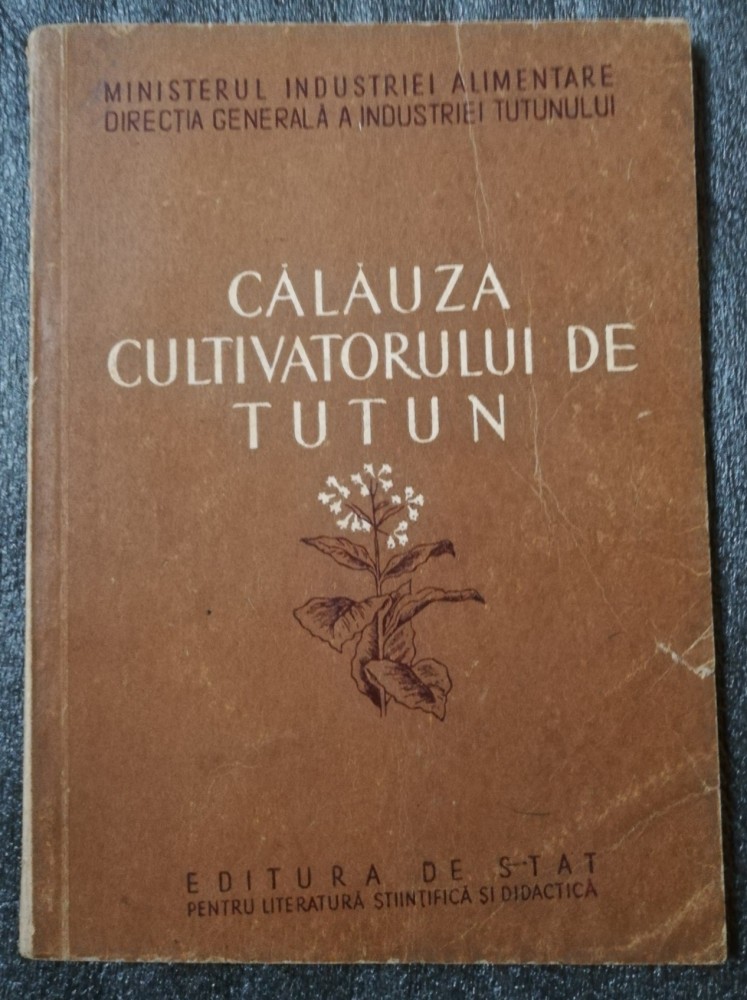 MINISTERUL INDUSTRIEI ALIMENTARE
DIRECȚIA GENERALĂ A INDUSTRIEI TUTUNULUI
CĂLĂUZA
CULTIVATORULUI DE
TUTUN
EDITURA DE STAT
PENTRU LITERATURĂ ȘTIINȚIFICĂ ȘI DIDACTICĂ